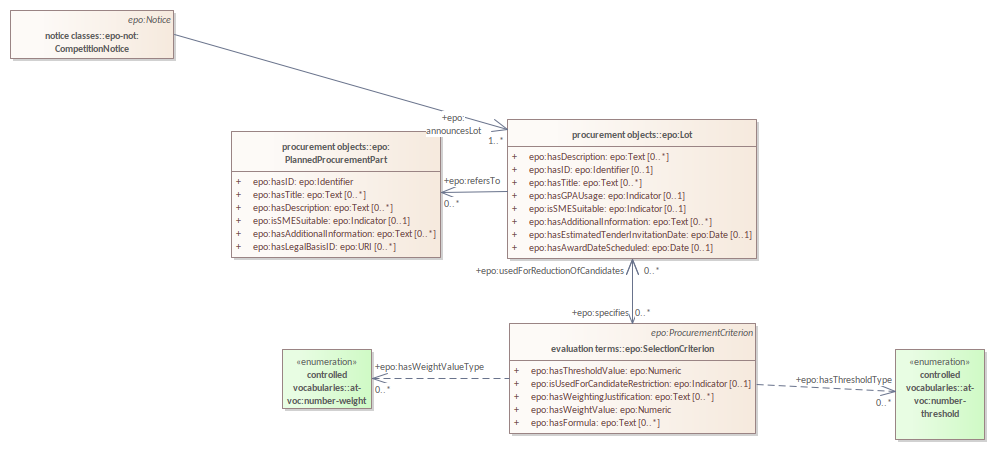 epo:Notice
notice classes::epo-not:
CompetitionNotice
+epo:
announcesLot
1..*
procurement objects::epo:
PlannedProcurementPart
+ epo:hasID: epo:Identifier
+ epo:hasTitle: epo:Text [0..*]
+ epo:hasDescription: epo:Text [0..*]
+ epo:isSMESuitable: epo:Indicator [0..1]
+ epo:hasAdditionalInformation: epo:Text [0..*]
+ epo:hasLegalBasisID: epo:URI [0..*]
+epo:refersTo
0..*
procurement objects::epo:Lot
+ epo:hasDescription: epo:Text [0..*]
+ epo:hasID: epo:Identifier [0..1]
+ epo:hasTitle: epo:Text [0..*]
+ epo:hasGPAUsage: epo:Indicator [0..1]
+ epo:isSMESuitable: epo:Indicator [0..1]
+ epo:hasAdditionalInformation: epo:Text [0..*]
+ epo:hasEstimatedTenderInvitationDate: epo:Date [0..1]
+ epo:hasAwardDateScheduled: epo:Date [0..1]
+epo:usedForReductionOfCandidates 0..*
+epo:specifies 0..*
epo:ProcurementCriterion
evaluation terms::epo:SelectionCriterion
+ epo:hasThresholdValue: epo:Numeric
+ epo:isUsedForCandidateRestriction: epo:Indicator [0..1]
+ epo:hasWeightingJustification: epo:Text [0..*]
+ epo:hasWeightValue: epo:Numeric
+ epo:hasFormula: epo:Text [0..*]
«enumeration»
controlled
vocabularies::at-
voc:number-weight
+epo:hasWeightValueType
0..*
+epo:hasThresholdType
0..*
«enumeration»
controlled
vocabularies::at-
voc:number-
threshold